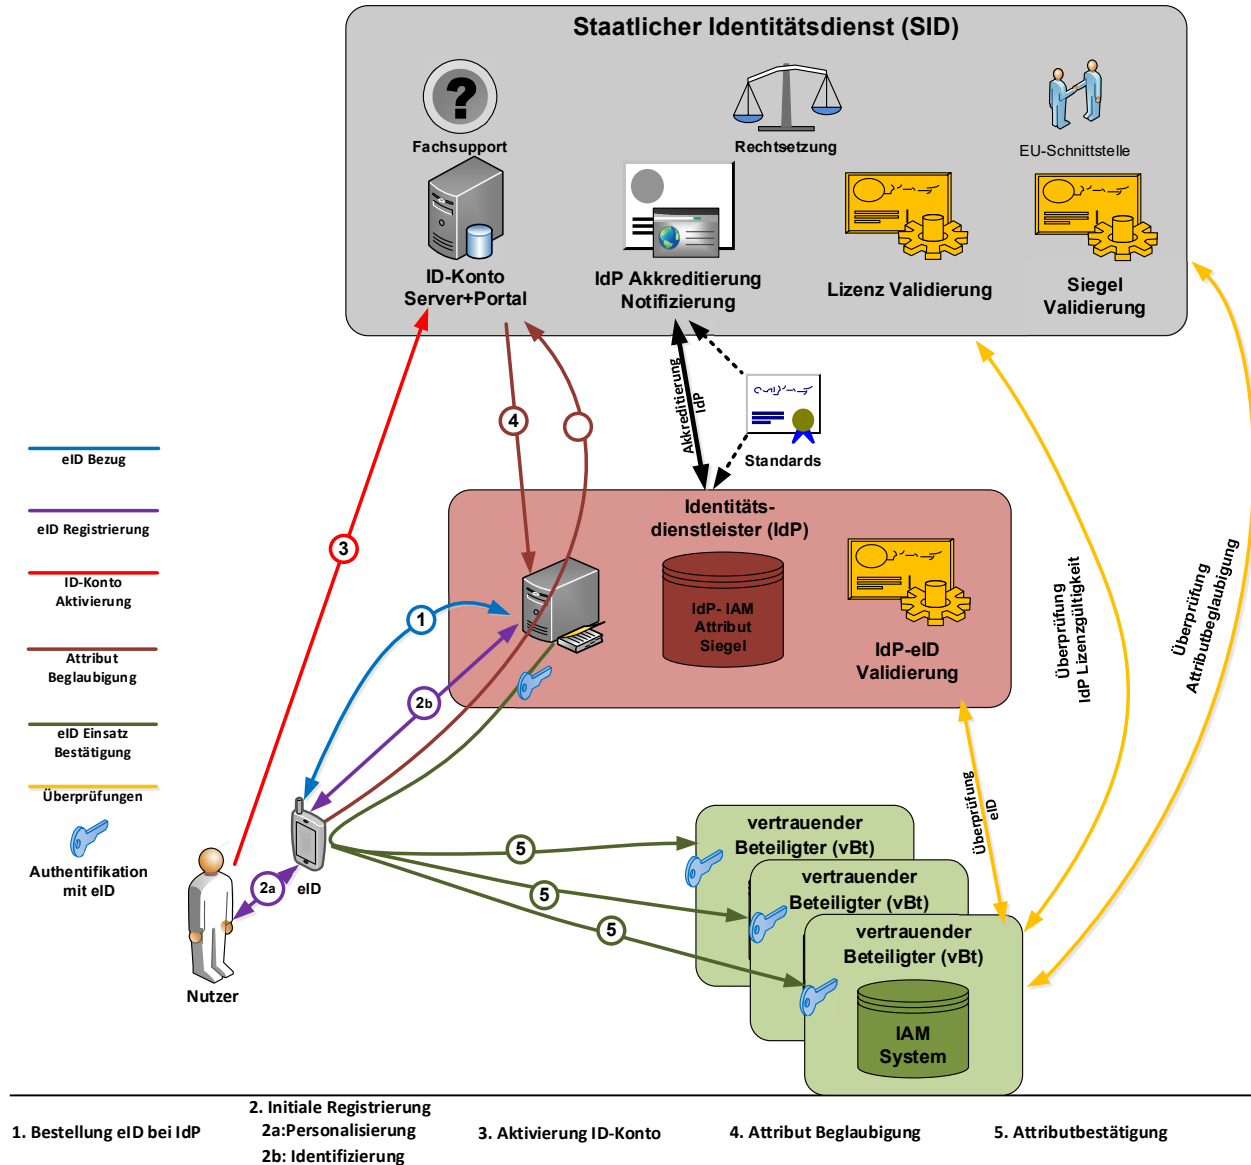 Staatlicher Identitätsdienst (SID)
?
Fachsupport
Rechtsetzung
EU-Schnittstelle
ID-Konto
Server+Portal
IdP Akkreditierung
Notifizierung
Lizenz Validierung
Siegel
Validierung
4
Akkreditierung
IdP
Standards
eID Bezug
eID Registrierung
ID-Konto
Aktivierung
Attribut
Beglaubigung
eID Einsatz
Bestätigung
Überprüfungen
Authentifikation
mit eID
3
1
2b
2a
Identitäts-
dienstleister (IdP)
IdP- IAM
Attribut
Siegel
IdP-eID
Validierung
Überprüfung
IdP Lizenzgültigkeit
Überprüfung
Attributbeglaubigung
Überprüfung
eID
eID
Nutzer
5
5
5
vertrauender
Beteiligter (vBt)
vertrauender
Beteiligter (vBt)
vertrauender
Beteiligter (vBt)
IAM
System
1. Bestellung eID bei IdP
2. Initiale Registrierung
2a:Personalisierung
2b: Identifizierung
3. Aktivierung ID-Konto
4. Attribut Beglaubigung
5. Attributbestätigung